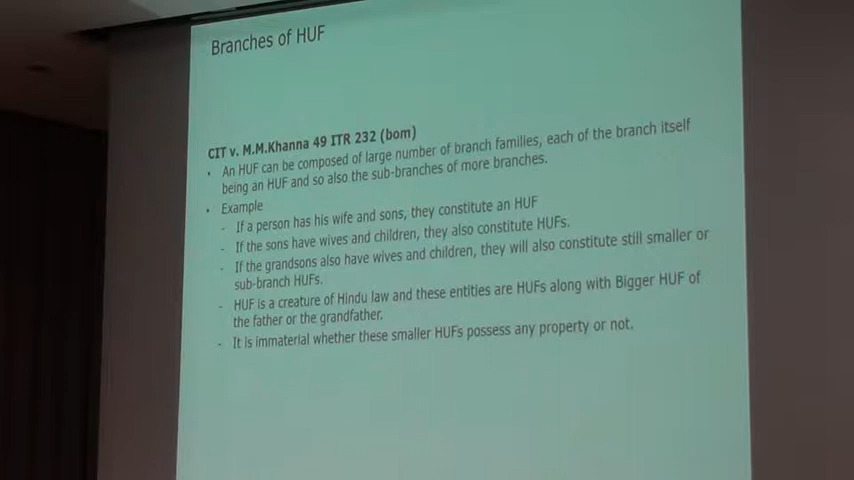 Branches of HUF
CIT v. M.M.Khanna 49 ITR 232 (bom)
• An HUF can be composed of large number of branch families, each of the branch itself
being an HUF and so also the sub-branches of more branches.
• Example
- If a person has his wife and sons, they constitute an HUF
- If the sons have wives and children, they also constitute HUFs.
- If the grandsons also have wives and children, they will also constitute still smaller or
sub-branch HUFs.
- HUF is a creature of Hindu law and these entities are HUFs along with Bigger HUF of
the father or the grandfather.
- It is immaterial whether these smaller HUFs possess any property or not.